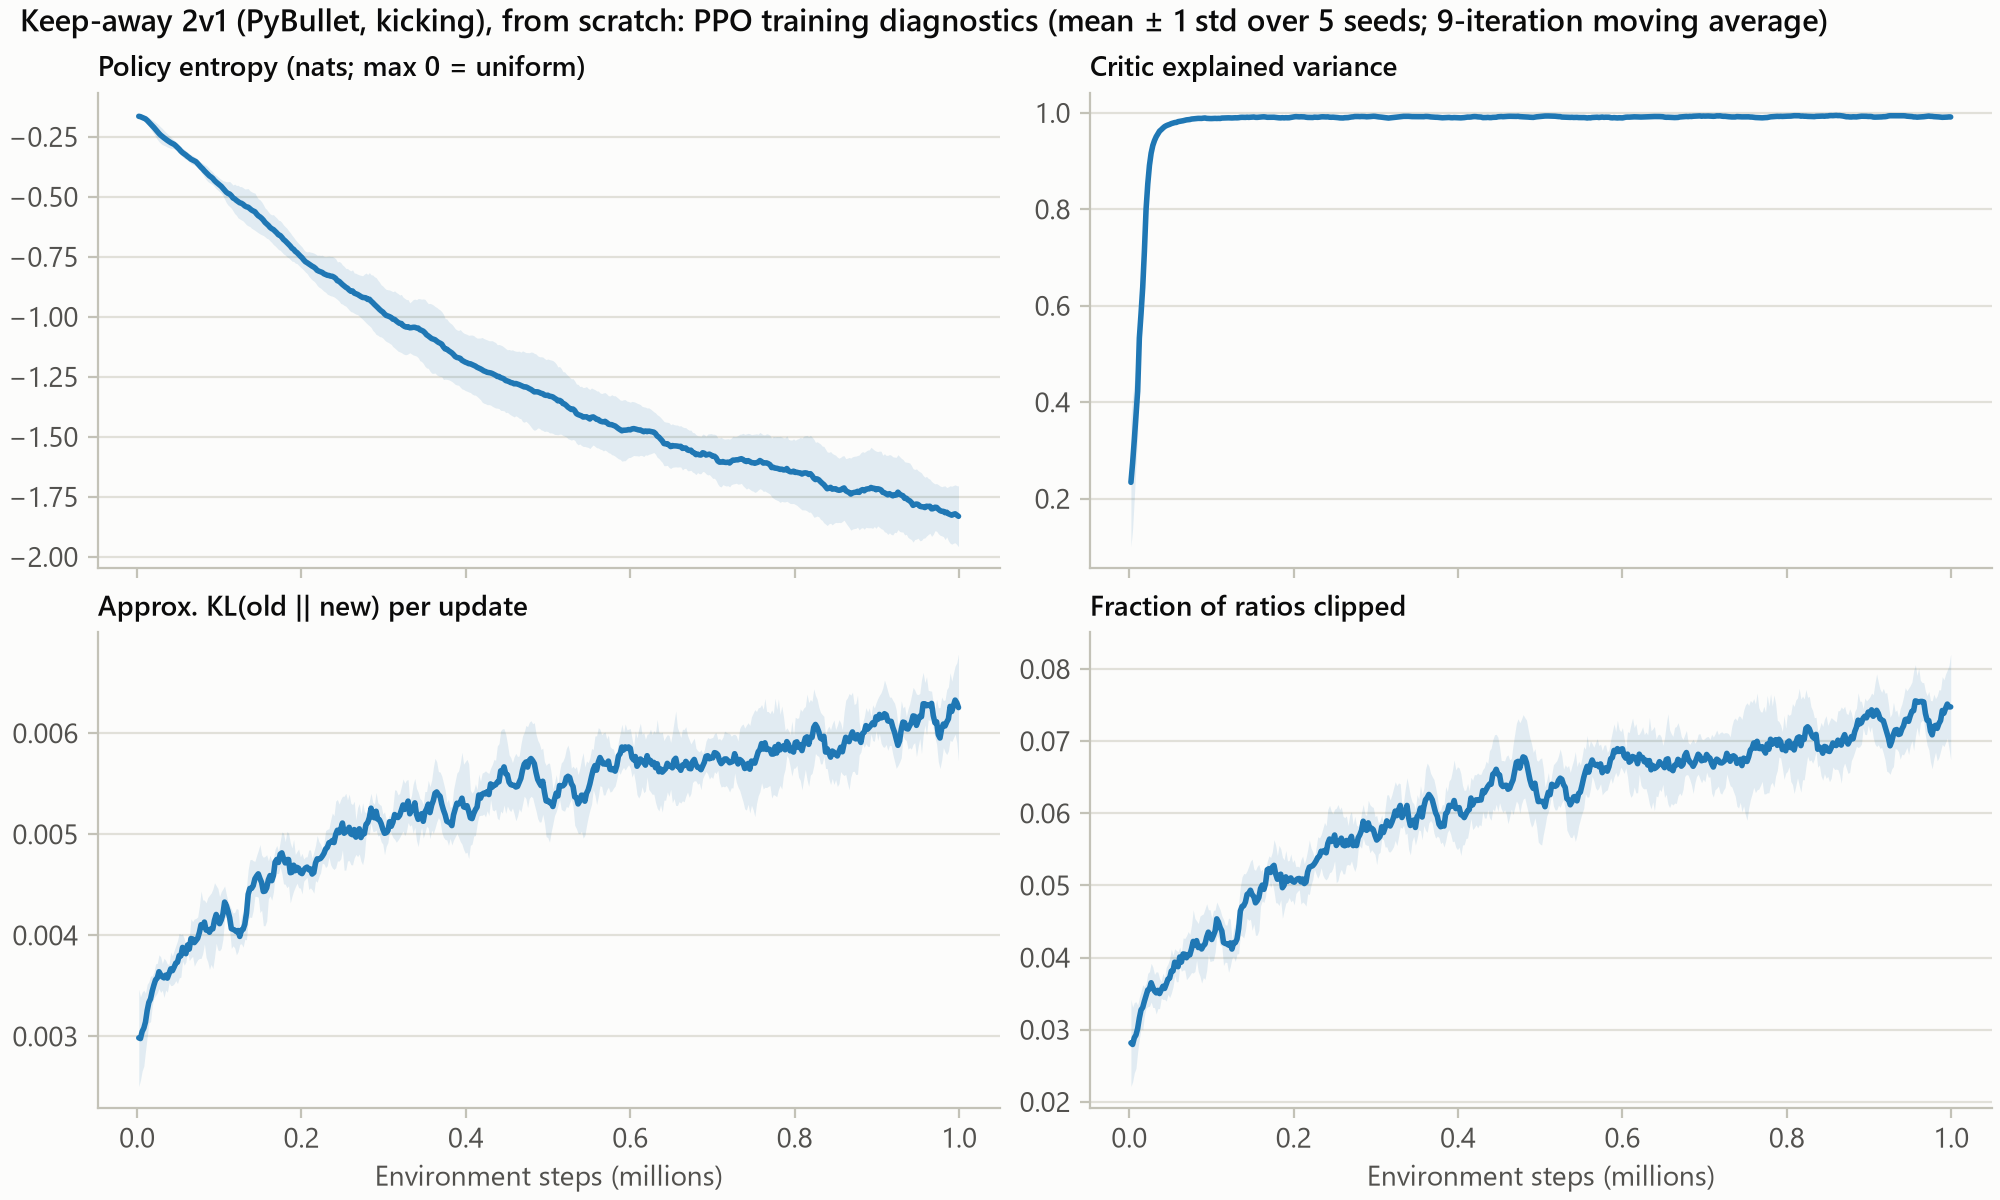 Keep-away 2v1 (PyBullet, kicking), from scratch: PPO training diagnostics (mean ± 1 std over 5 seeds; 9-iteration moving average)
Policy entropy (nats; max 0 = uniform)
−0.25
−0.50
−0.75
−1.00
−1.25
−1.50
−1.75
−2.00
Critic explained variance
1.0
0.8
0.6
0.4
0.2
Approx. KL(old || new) per update
0.006
0.005
0.004
0.003
0.0 0.2 0.4 0.6 0.8 1.0
Environment steps (millions)
Fraction of ratios clipped
0.08
0.07
0.06
0.05
0.04
0.03
0.02
0.0 0.2 0.4 0.6 0.8 1.0
Environment steps (millions)